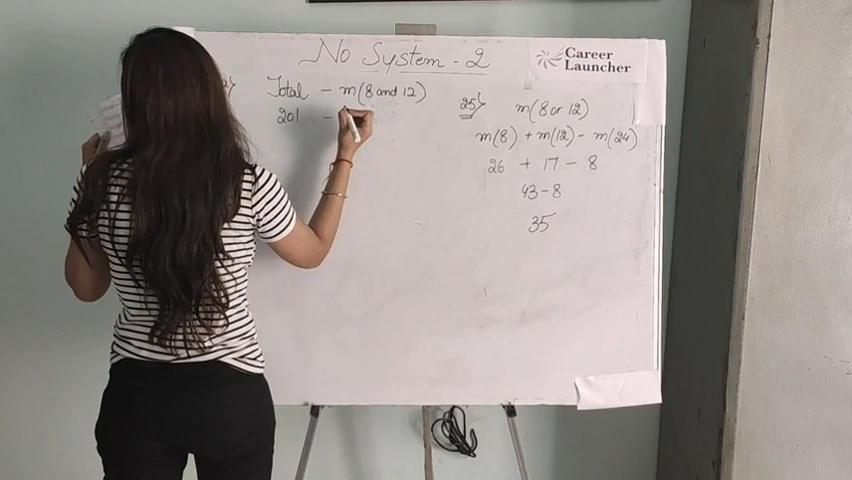 No System - 2
Career
Launcher
Total - m(8 and 12)
201 -
25}
m(8 or 12)
m(8) + m(12) - m(24)
26 + 17 - 8
43-8
35